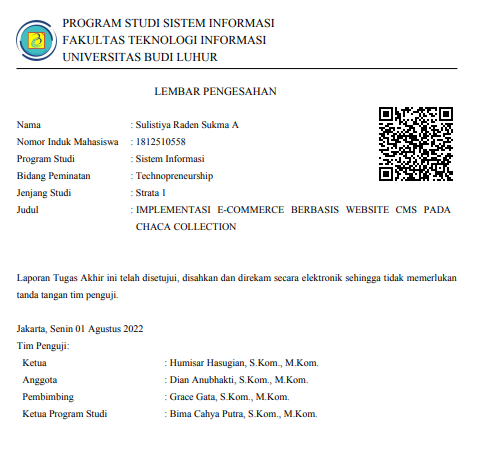 PROGRAM STUDI SISTEM INFORMASI
FAKULTAS TEKNOLOGI INFORMASI
UNIVERSITAS BUDI LUHUR
LEMBAR PENGESAHAN
Nama : Sulistiya Raden Sukma A
Nomor Induk Mahasiswa : 1812510558
Program Studi : Sistem Informasi
Bidang Peminatan : Technopreneurship
Jenjang Studi : Strata 1
Judul : IMPLEMENTASI E-COMMERCE BERBASIS WEBSITE CMS PADA
CHACA COLLECTION
Laporan Tugas Akhir ini telah disetujui, disahkan dan direkam secara elektronik sehingga tidak memerlukan
tanda tangan tim penguji.
Jakarta, Senin 01 Agustus 2022
Tim Penguji:
Ketua : Humisar Hasugian, S.Kom., M.Kom.
Anggota : Dian Anubhakti, S.Kom., M.Kom.
Pembimbing : Grace Gata, S.Kom., M.Kom.
Ketua Program Studi : Bima Cahya Putra, S.Kom., M.Kom.